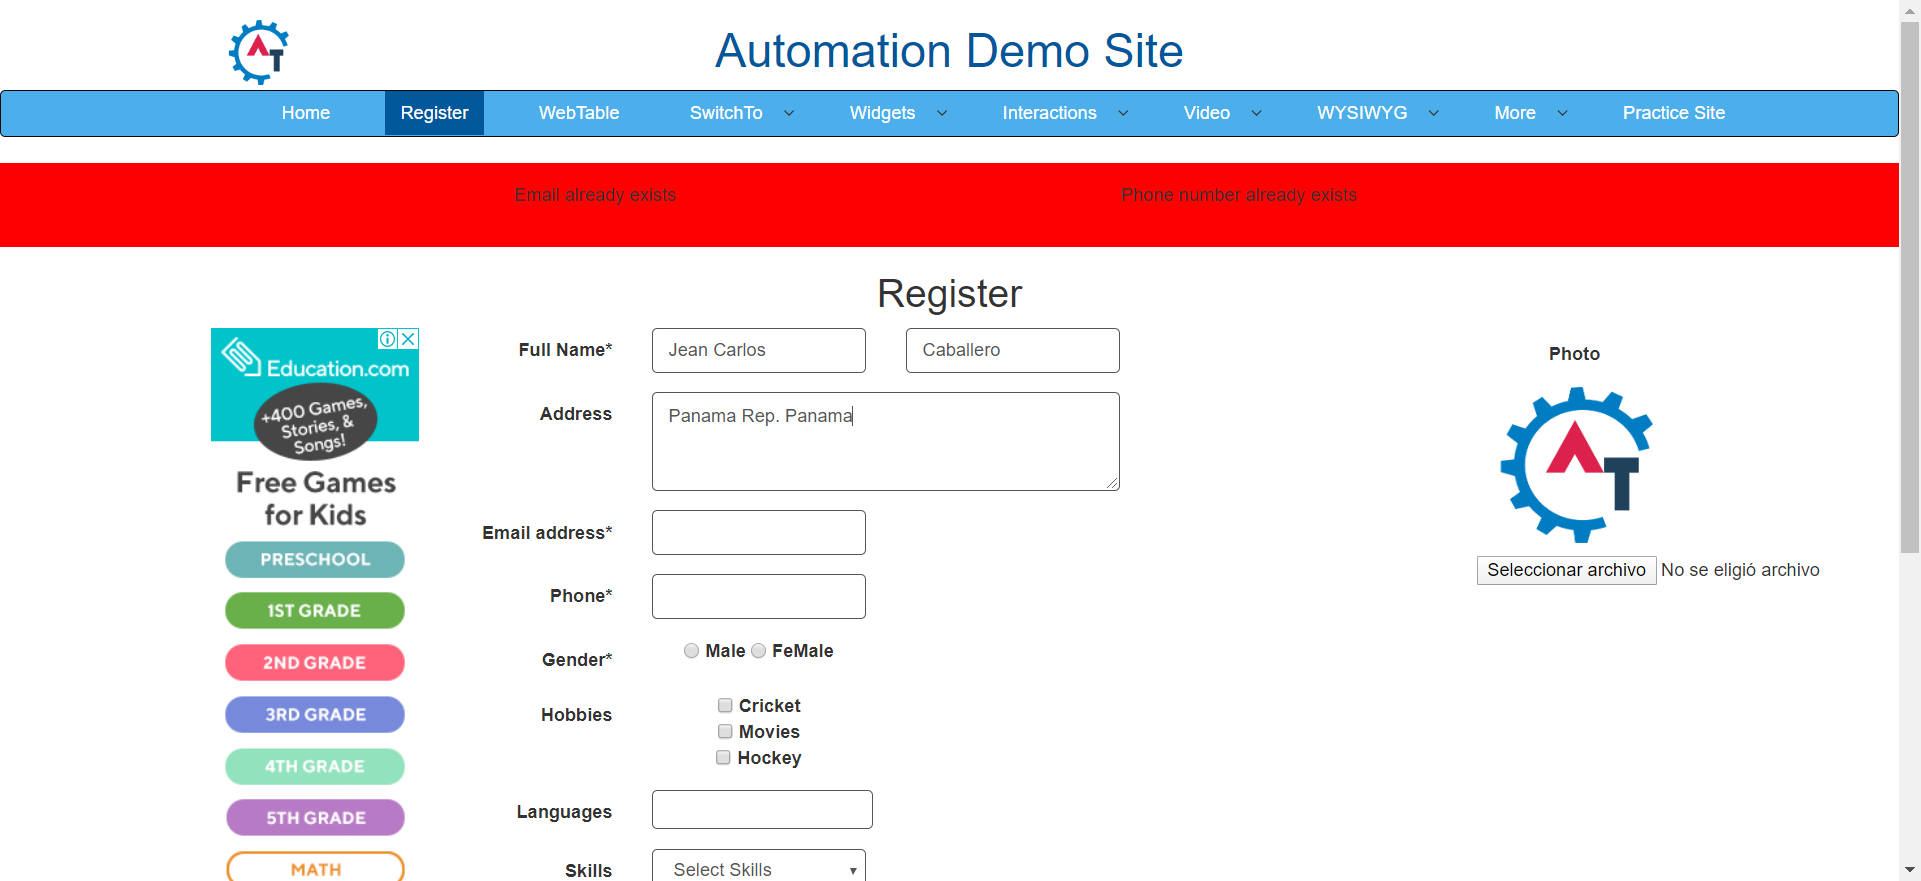 AT
Automation Demo Site
Home Register WebTable SwitchTo Widgets Interactions Video WYSIWYG More Practice Site
Email already exists Phone number already exists
Register
Education.com
+400 Games,
Stories, &
Songs!
Free Games
for Kids
PRESCHOOL
1ST GRADE
2ND GRADE
3RD GRADE
4TH GRADE
5TH GRADE
MATH
Full Name* Jean Carlos Caballero
Address Panama Rep. Panama
Email address*
Phone*
Gender* Male FeMale
Hobbies Cricket
Movies
Hockey
Languages
Skills Select Skills
Photo
AT
Seleccionar archivo No se eligió archivo